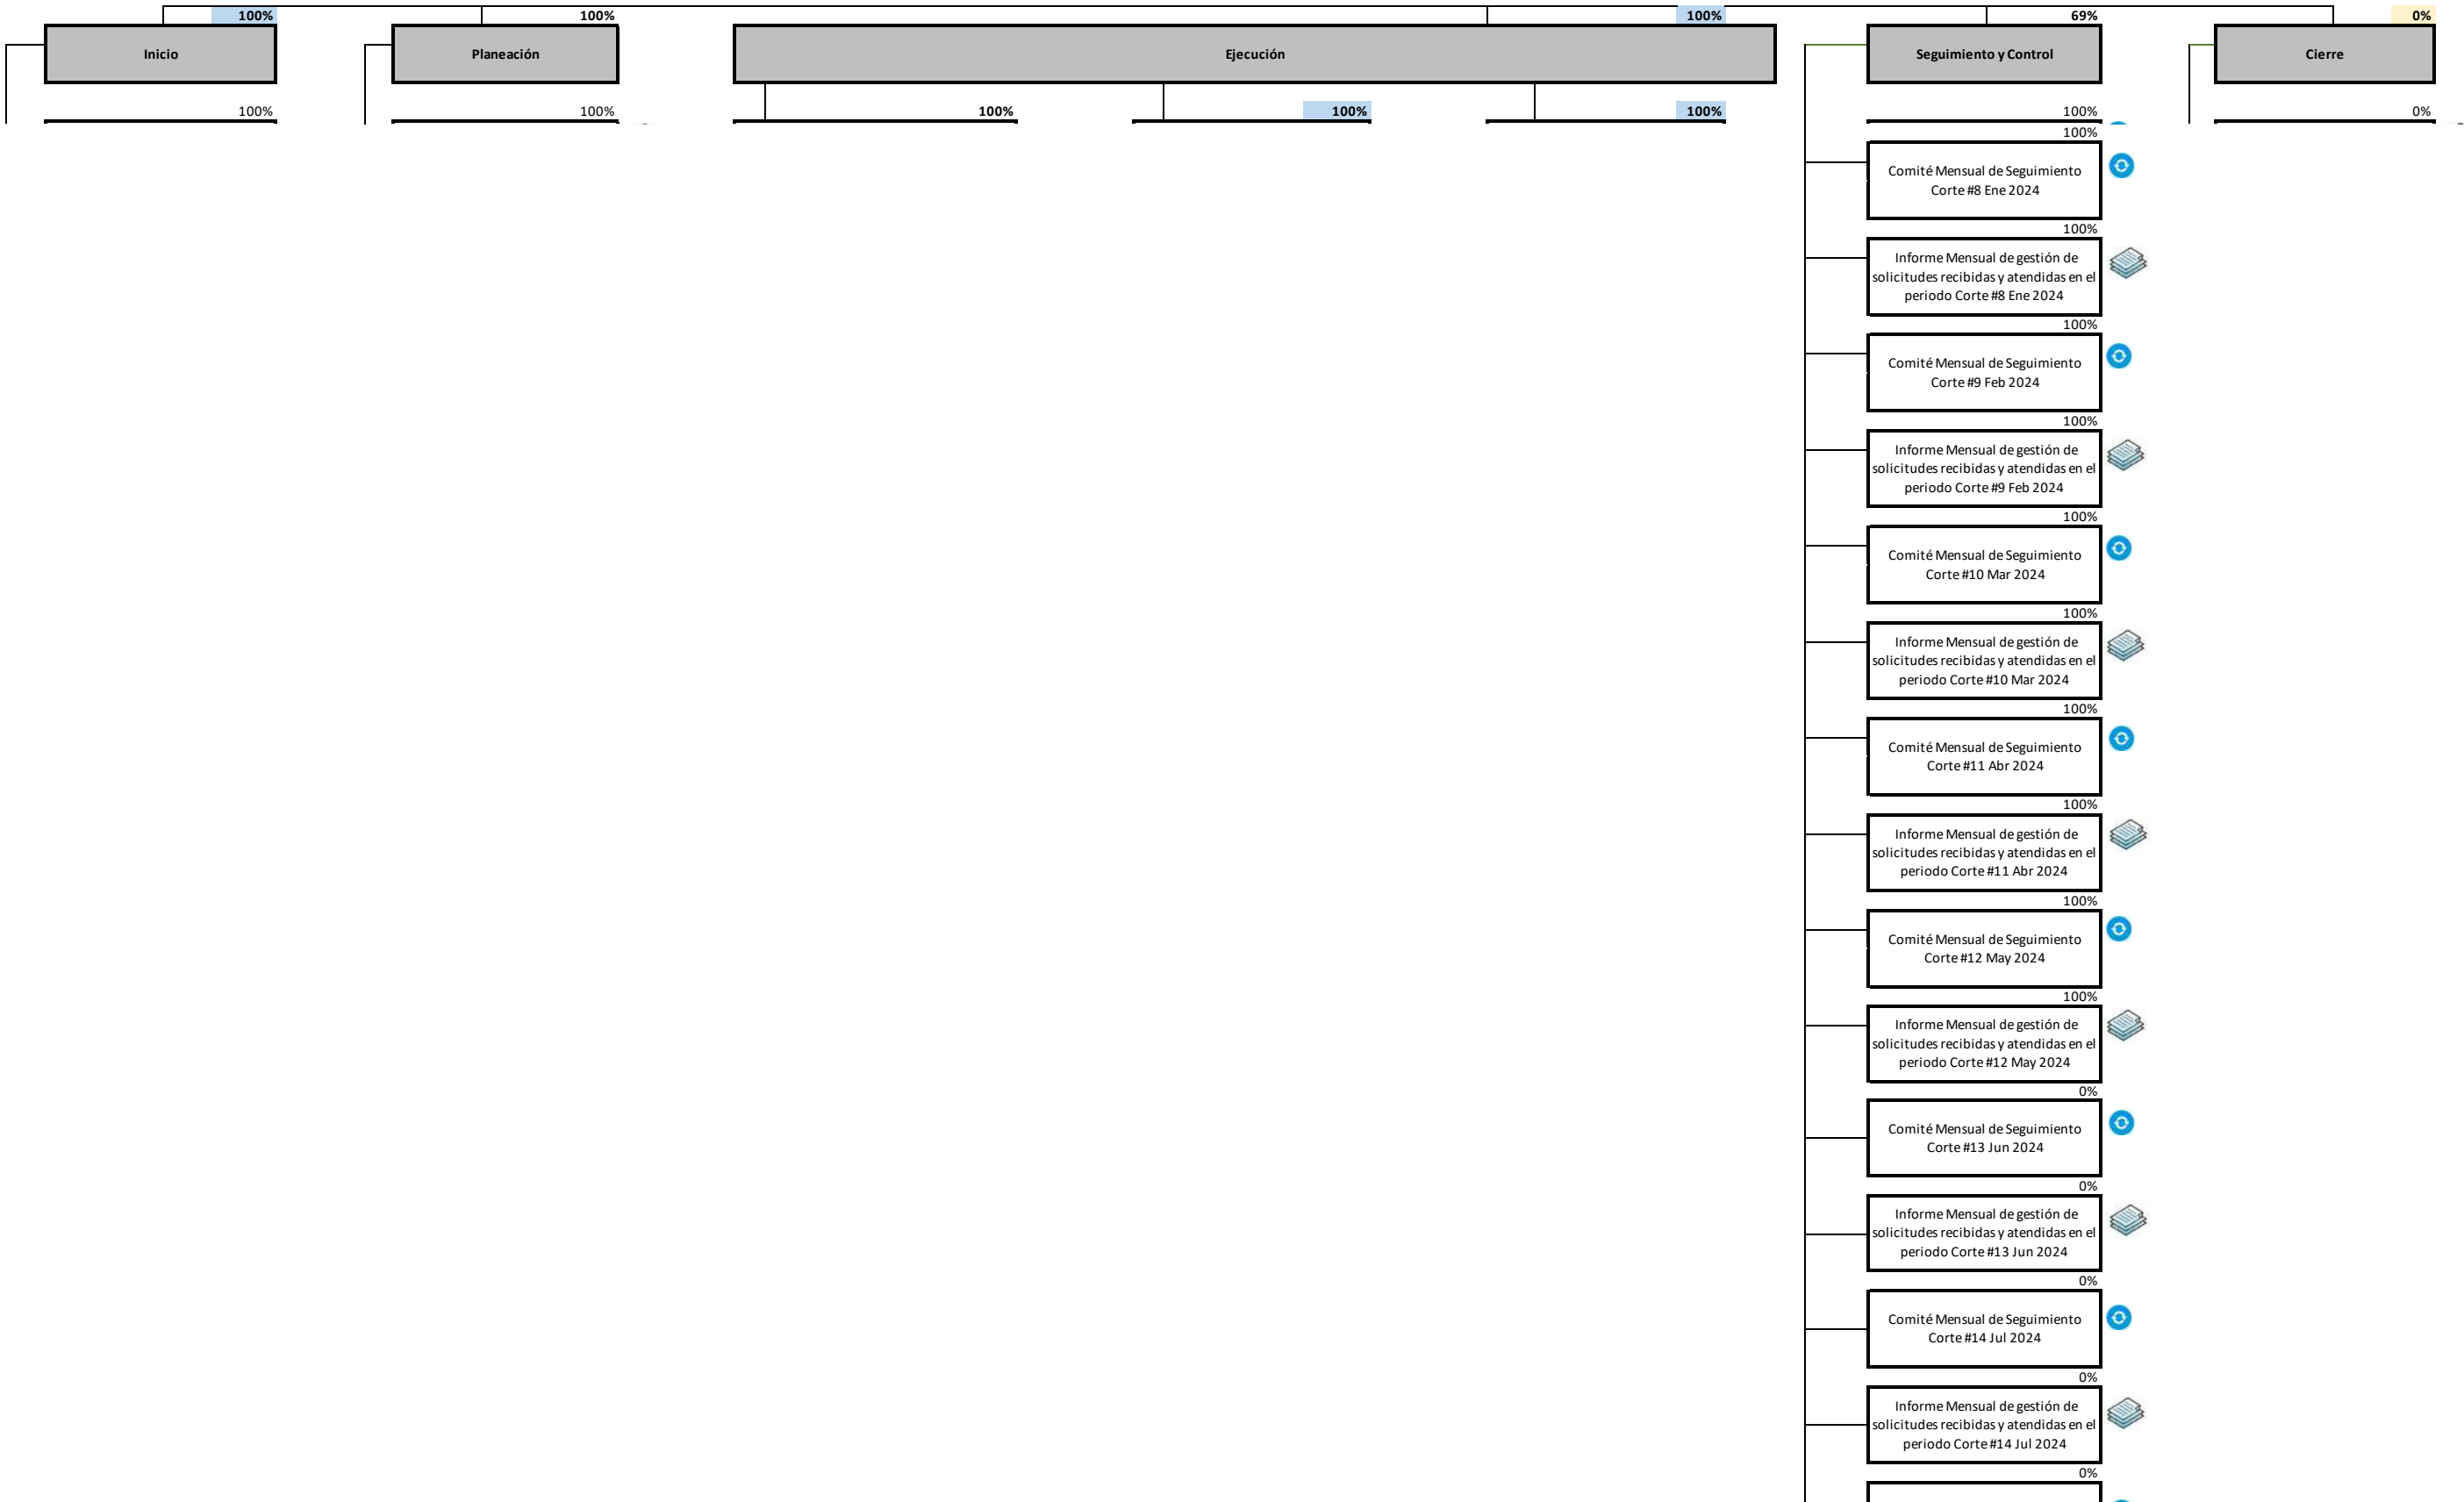 100%
100%
100%
69%
0%
Inicio
Planeación
Ejecución
Seguimiento y Control
Cierre
100%
100%
100%
100%
100%
100%
0%
100%
Comité Mensual de Seguimiento
Corte #8 Ene 2024
100%
Informe Mensual de gestión de
solicitudes recibidas y atendidas en el
periodo Corte #8 Ene 2024
100%
Comité Mensual de Seguimiento
Corte #9 Feb 2024
100%
Informe Mensual de gestión de
solicitudes recibidas y atendidas en el
periodo Corte #9 Feb 2024
100%
Comité Mensual de Seguimiento
Corte #10 Mar 2024
100%
Informe Mensual de gestión de
solicitudes recibidas y atendidas en el
periodo Corte #10 Mar 2024
100%
Comité Mensual de Seguimiento
Corte #11 Abr 2024
100%
Informe Mensual de gestión de
solicitudes recibidas y atendidas en el
periodo Corte #11 Abr 2024
100%
Comité Mensual de Seguimiento
Corte #12 May 2024
100%
Informe Mensual de gestión de
solicitudes recibidas y atendidas en el
periodo Corte #12 May 2024
0%
Comité Mensual de Seguimiento
Corte #13 Jun 2024
0%
Informe Mensual de gestión de
solicitudes recibidas y atendidas en el
periodo Corte #13 Jun 2024
0%
Comité Mensual de Seguimiento
Corte #14 Jul 2024
0%
Informe Mensual de gestión de
solicitudes recibidas y atendidas en el
periodo Corte #14 Jul 2024
0%